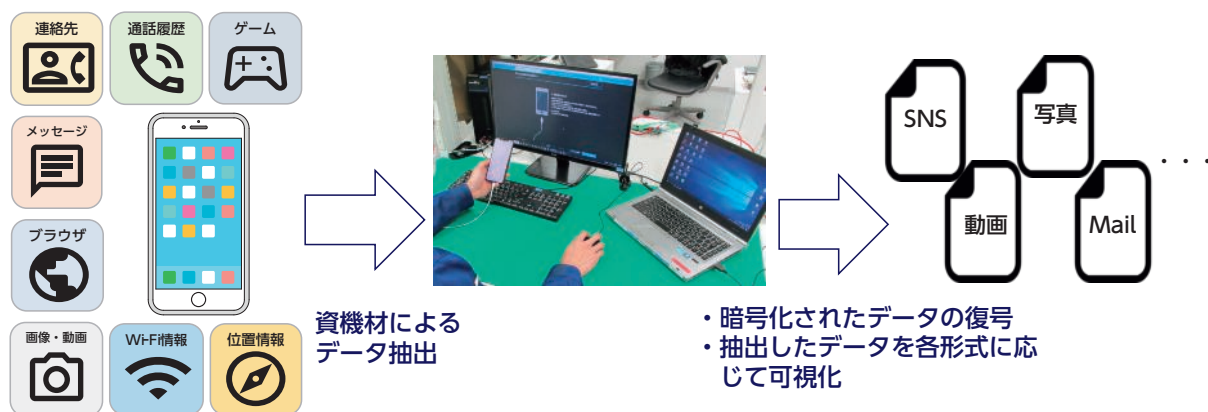 連絡先
通話履歴
ゲーム
メッセージ
ブラウザ
画像・動画
Wi-Fi情報
位置情報
資機材による
データ抽出
・暗号化されたデータの復号
・抽出したデータを各形式に応
じて可視化
SNS
写真
動画
Mail
・・・